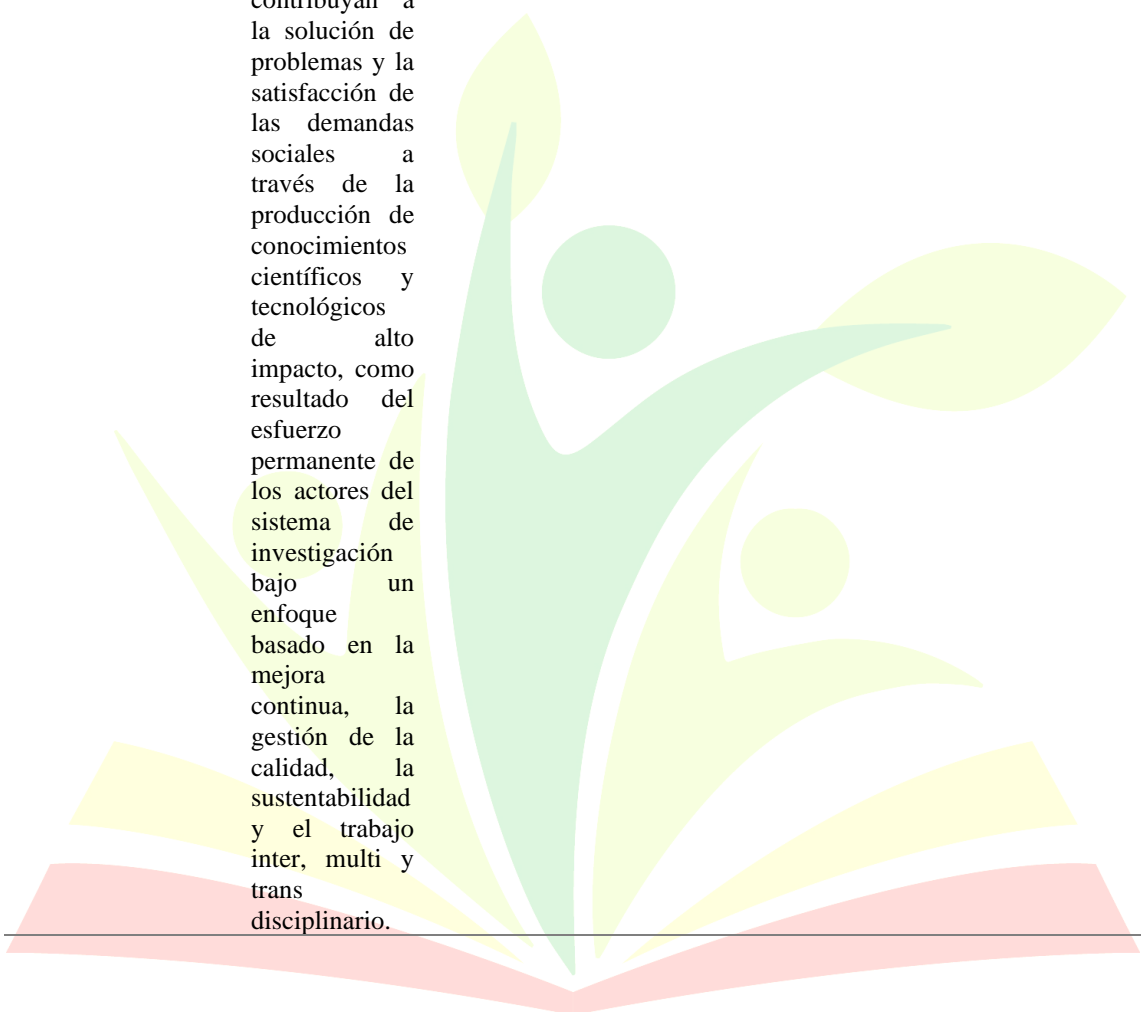 contribuyan a
la solución de
problemas y la
satisfacción de
las demandas
sociales a
través de la
producción de
conocimientos
científicos y
tecnológicos
de alto
impacto, como
resultado del
esfuerzo
permanente de
los actores del
sistema de
investigación
bajo un
enfoque
basado en la
mejora
continua, la
gestión de la
calidad, la
sustentabilidad
y el trabajo
inter, multi y
trans
disciplinario.